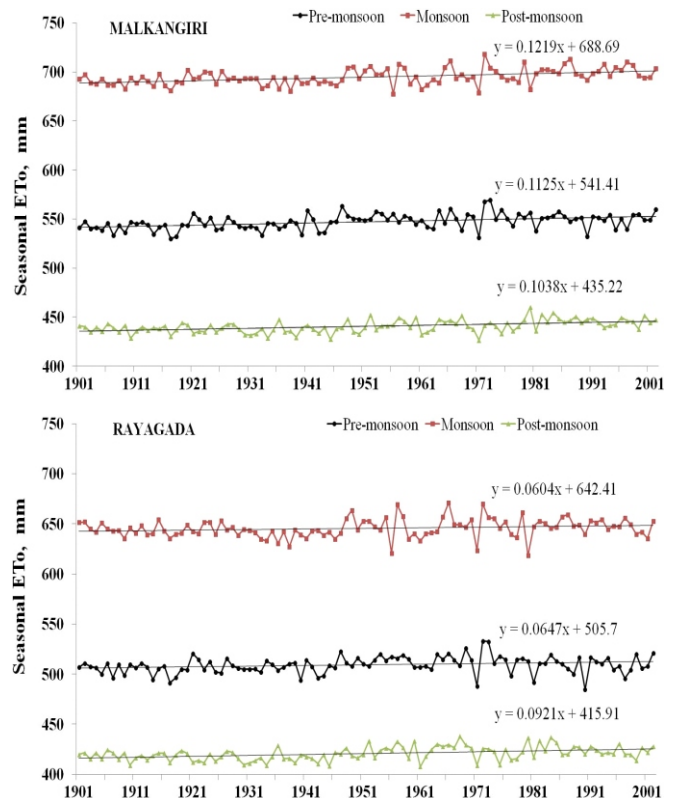 750
Pre-monsoon Monsoon Post-monsoon
MALKANGIRI
y = 0.1219x + 688.69
700
650
600
Seasonal ETo, mm
y = 0.1125x + 541.41
550
500
y = 0.1038x + 435.22
450
400
1901 1911 1921 1931 1941 1951 1961 1971 1981 1991 2001
750
Pre-monsoon Monsoon Post-monsoon
RAYAGADA
700
y = 0.0604x + 642.41
650
600
Seasonal ETo, mm
550
y = 0.0647x + 505.7
500
450
y = 0.0921x + 415.91
400
1901 1911 1921 1931 1941 1951 1961 1971 1981 1991 2001